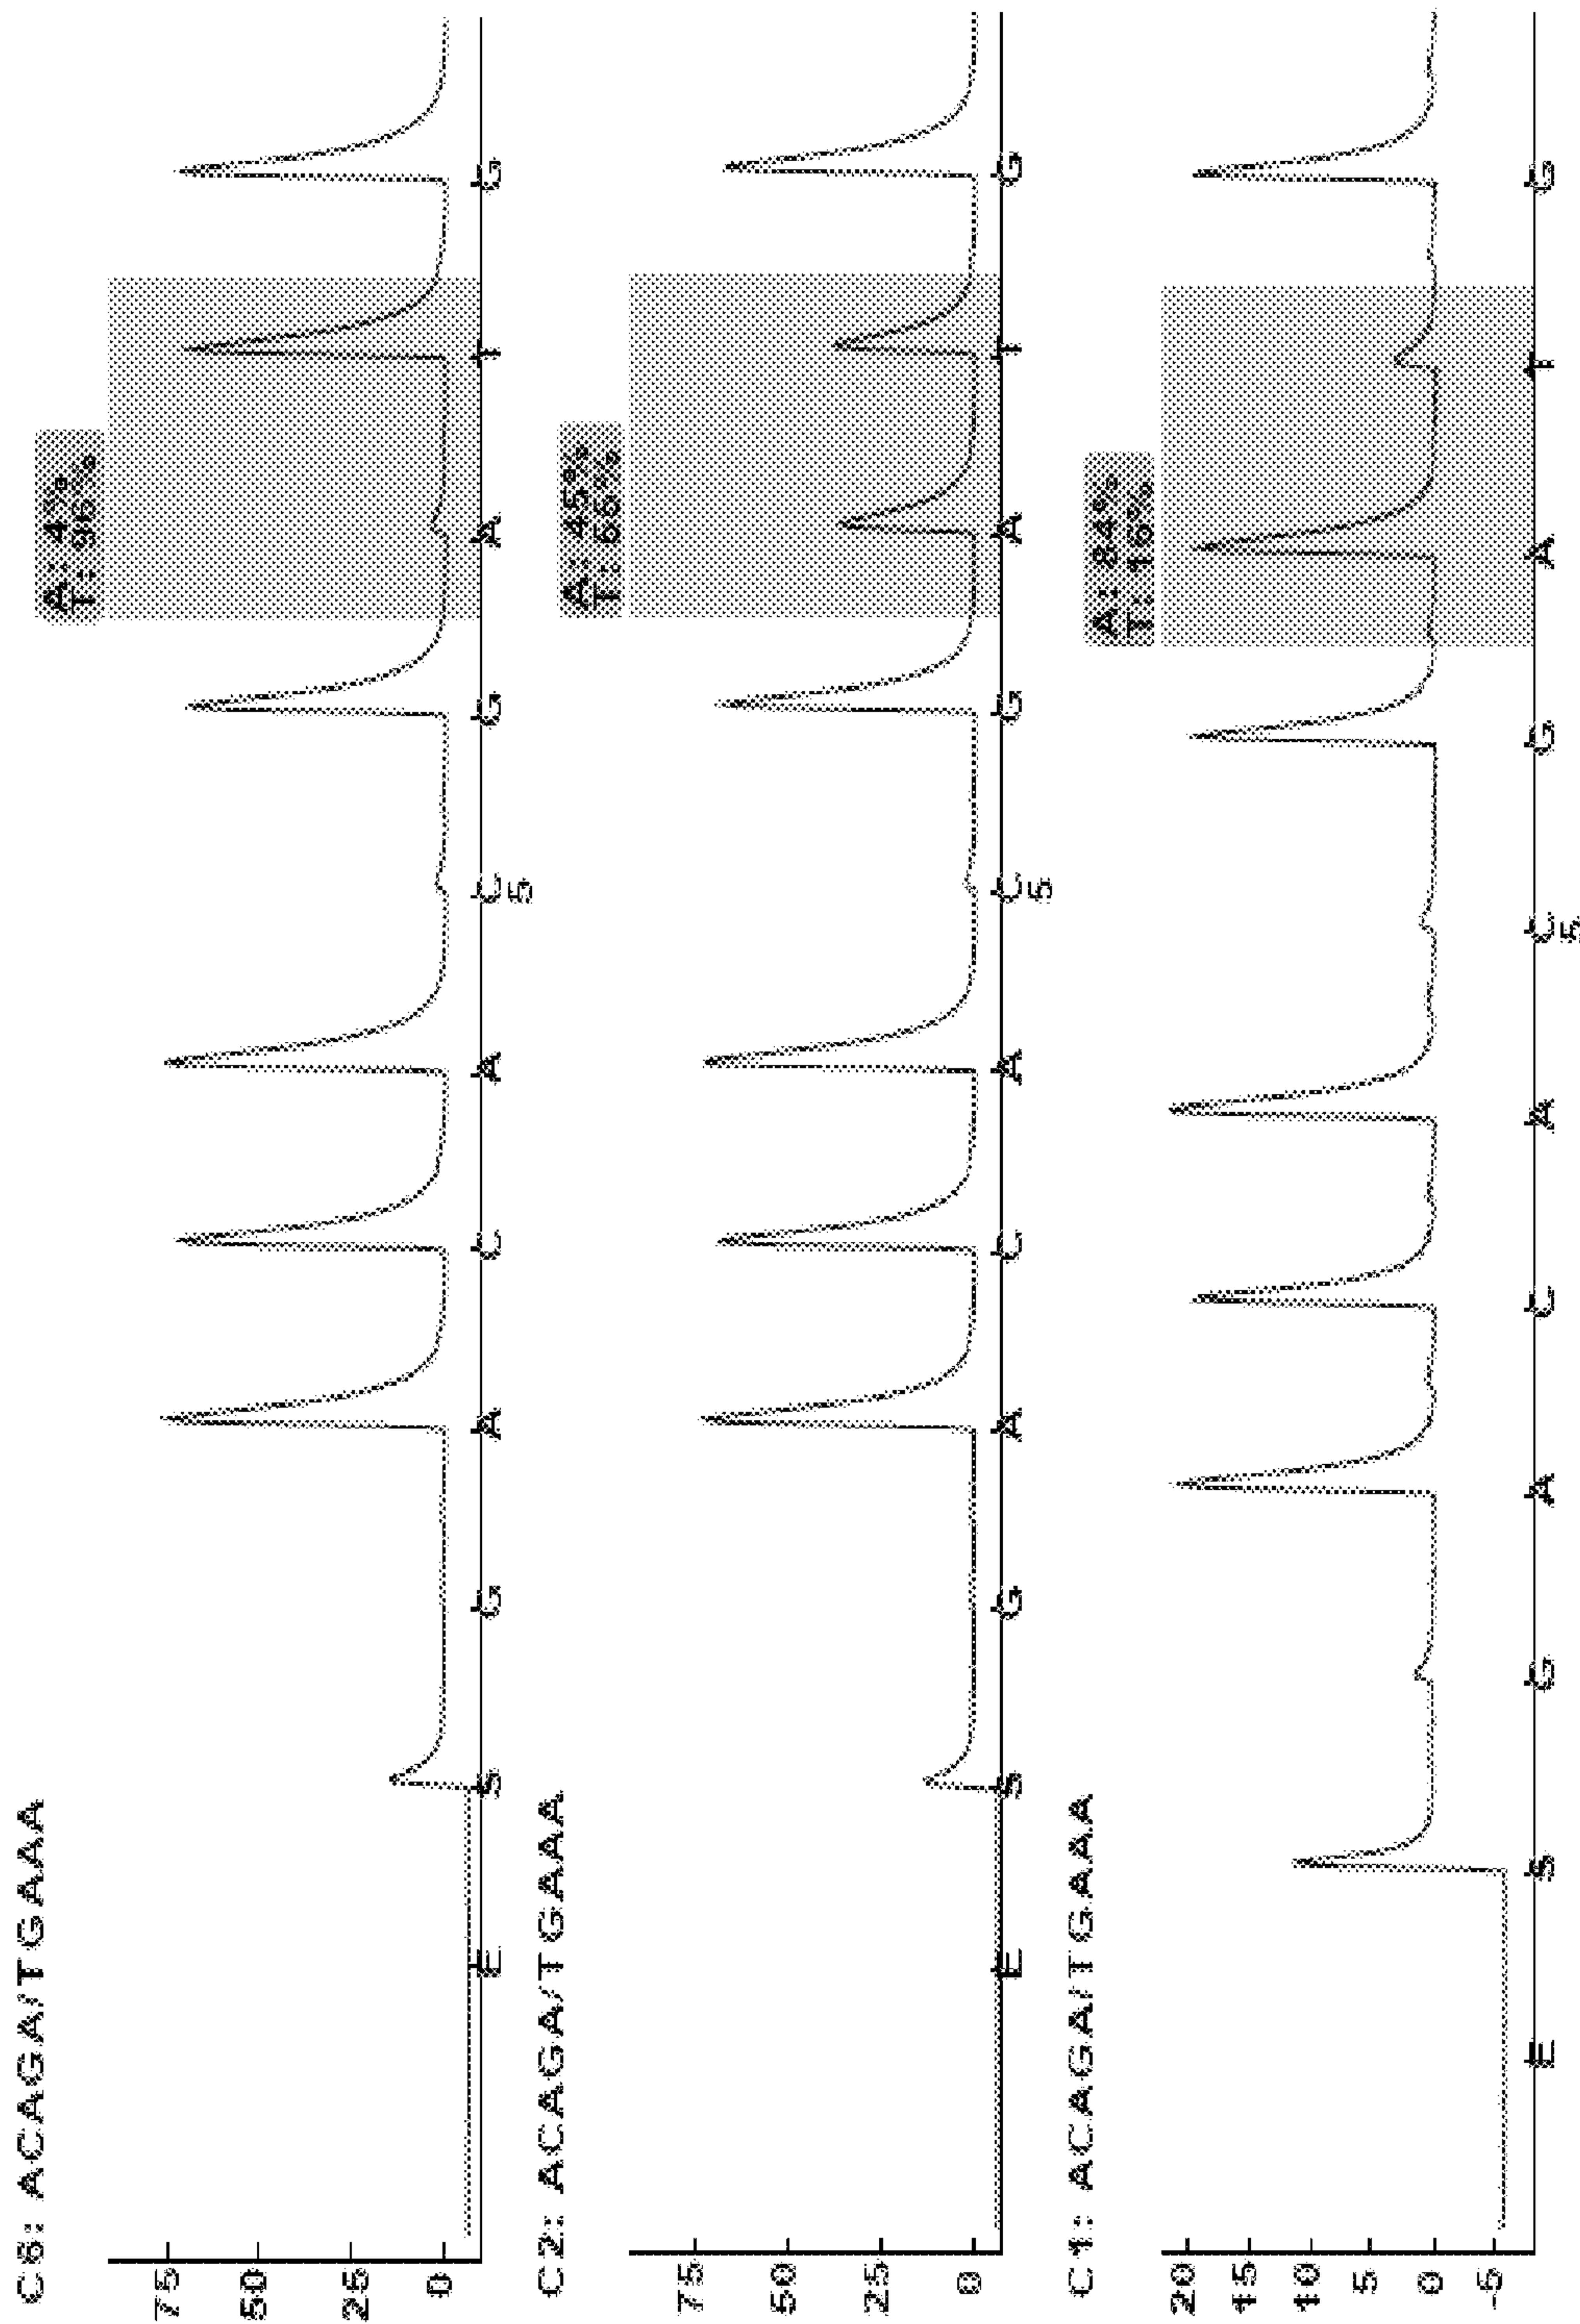 C6: ACAGA/TGAAA
A: 4%
T: 96%
75
50
25
0
E S G A C A C G A T G
5
C2: ACAGA/TGAAA
A: 45%
T: 55%
75
50
25
0
E S G A C A C G A T G
5
C1: ACAGA/TGAAA
A: 84%
T: 16%
20
15
10
5
0
-5
E S G A C A C G A T G
5